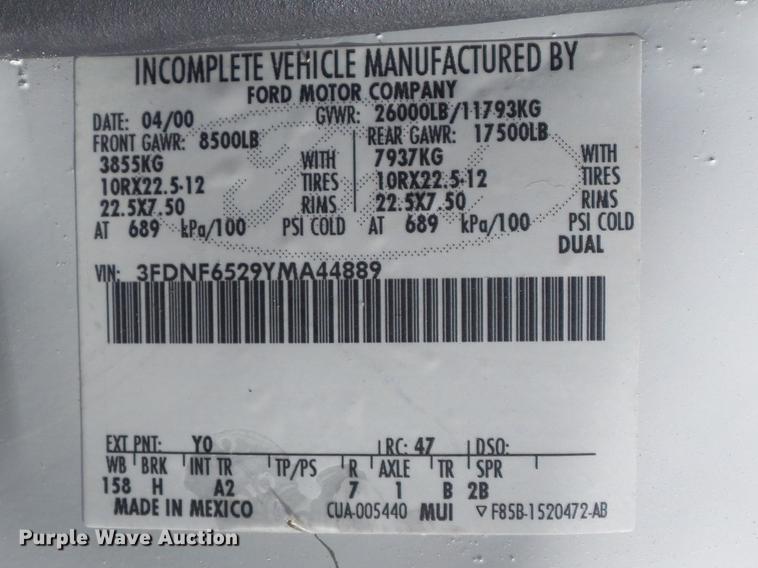 INCOMPLETE VEHICLE MANUFACTURED BY
FORD MOTOR COMPANY
DATE: 04/00 GVWR: 26000LB/11793KG
FRONT GAWR: 8500LB REAR GAWR: 17500LB
3855KG WITH 7937KG WITH
10RX22.5-12 TIRES 10RX22.5-12 TIRES
22.5X7.50 RIMS 22.5X7.50 RIMS
AT 689 kPa/100 PSI COLD AT 689 kPa/100 PSI COLD
DUAL
VIN: 3FDNF6529YMA44889
EXT PNT: YO RC: 47 DSO:
WB BRK INT TR TP/PS R AXLE TR SPR
158 H A2 7 1 B 2B
MADE IN MEXICO CUA-005440 MUI ▽ F85B-1520472-AB
Purple Wave Auction